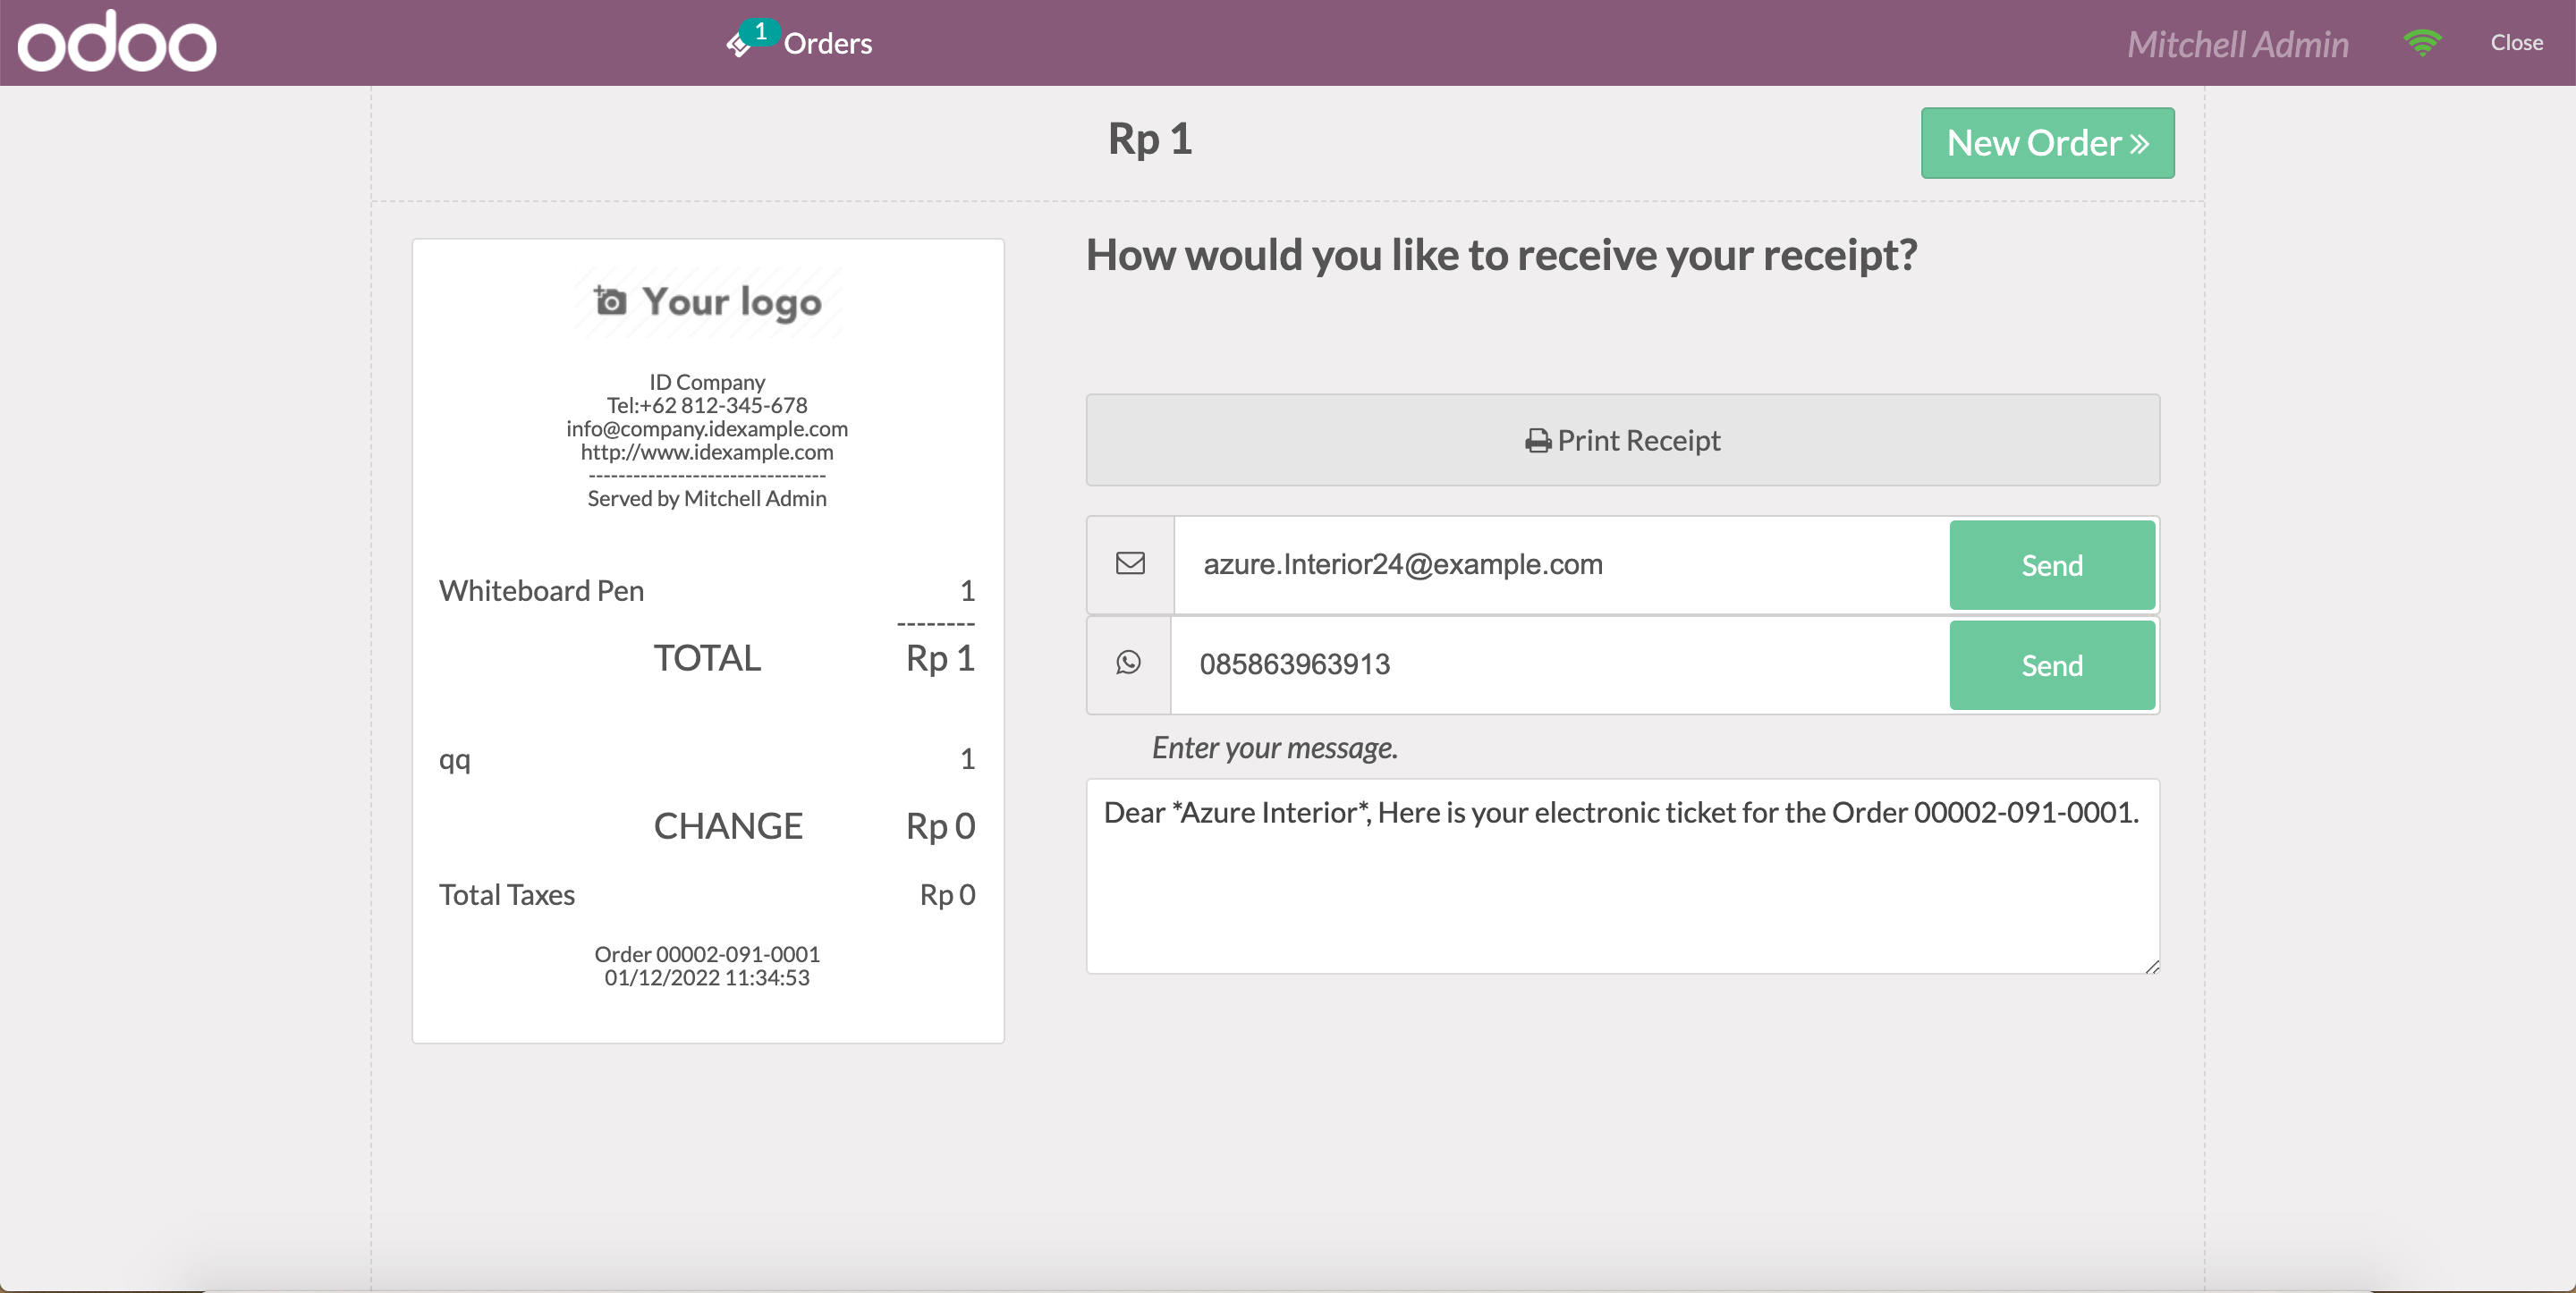 odoo
1 Orders
Mitchell Admin
Close
Rp 1
New Order
Your logo
ID Company
Tel:+62 812-345-678
info@company.idexample.com
http://www.idexample.com
--------------------------------
Served by Mitchell Admin
Whiteboard Pen 1
--------
TOTAL Rp 1
qq 1
CHANGE Rp 0
Total Taxes Rp 0
Order 00002-091-0001
01/12/2022 11:34:53
How would you like to receive your receipt?
Print Receipt
azure.Interior24@example.com Send
085863963913 Send
Enter your message.
Dear *Azure Interior*, Here is your electronic ticket for the Order 00002-091-0001.